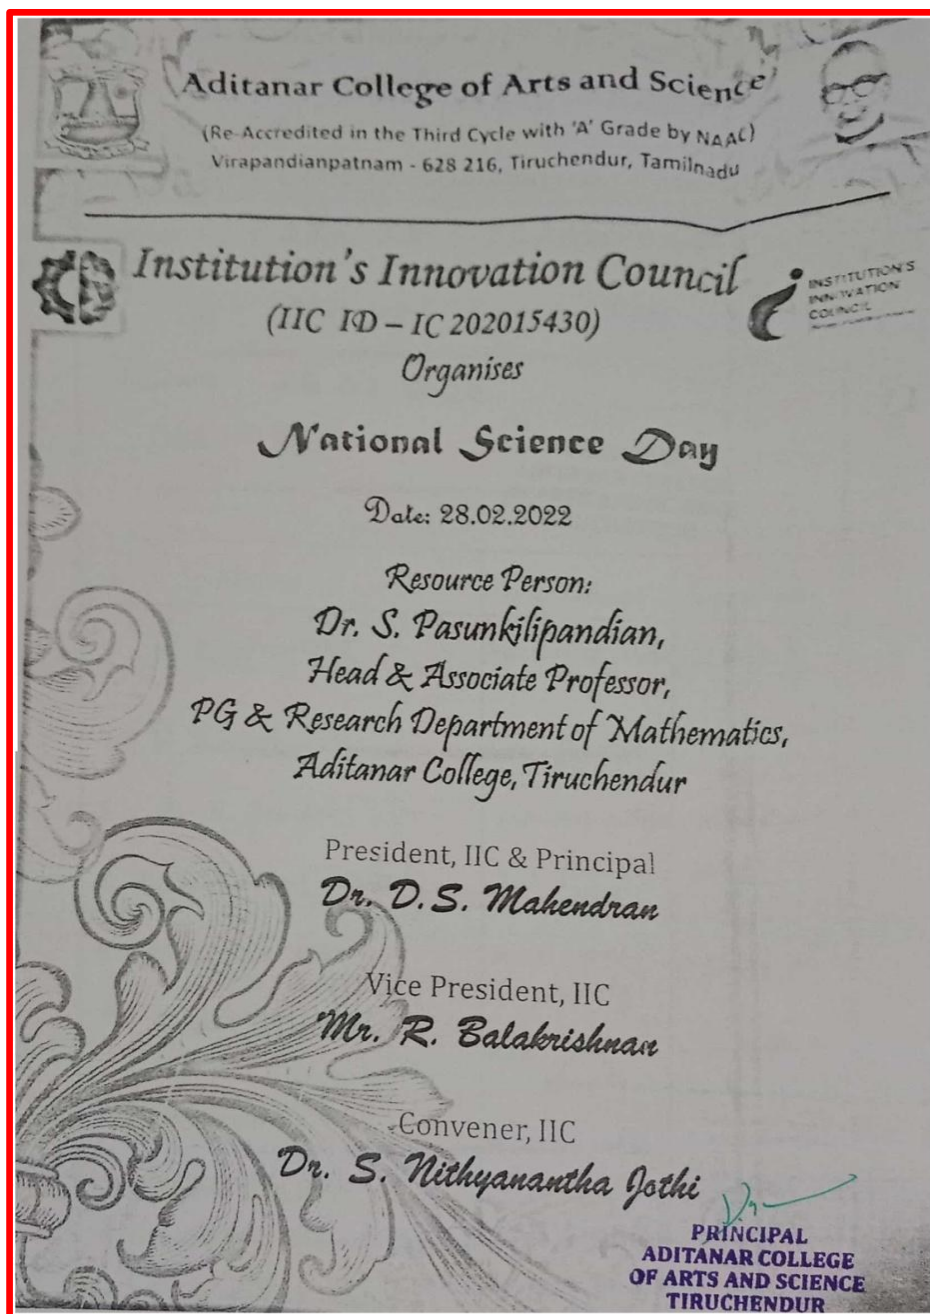 Aditanar College of Arts and Science
(Re-Accredited in the Third Cycle with 'A' Grade by NAAC)
Virapandianpatnam - 628 216, Tiruchendur, Tamilnadu
Institution's Innovation Council
INSTITUTION'S
INNOVATION
COUNCIL
(IIC ID – IC 202015430)
Organises
National Science Day
Date: 28.02.2022
Resource Person:
Dr. S. Pasunkilipandian,
Head & Associate Professor,
PG & Research Department of Mathematics,
Aditanar College, Tiruchendur
President, IIC & Principal
Dr. D.S. Mahendran
Vice President, IIC
Mr. R. Balakrishnan
Convener, IIC
Dr. S. Nithyanantha Jothi
PRINCIPAL
ADITANAR COLLEGE
OF ARTS AND SCIENCE
TIRUCHENDUR